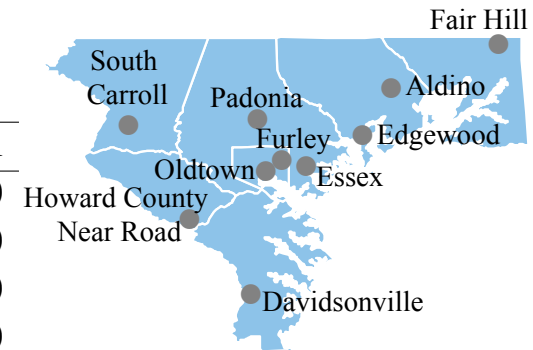 Fair Hill
South
Carroll
Aldino
Padonia
Furley
Edgewood
Oldtown
Essex
Howard County
Near Road
Davidsonville
)
)
)
)